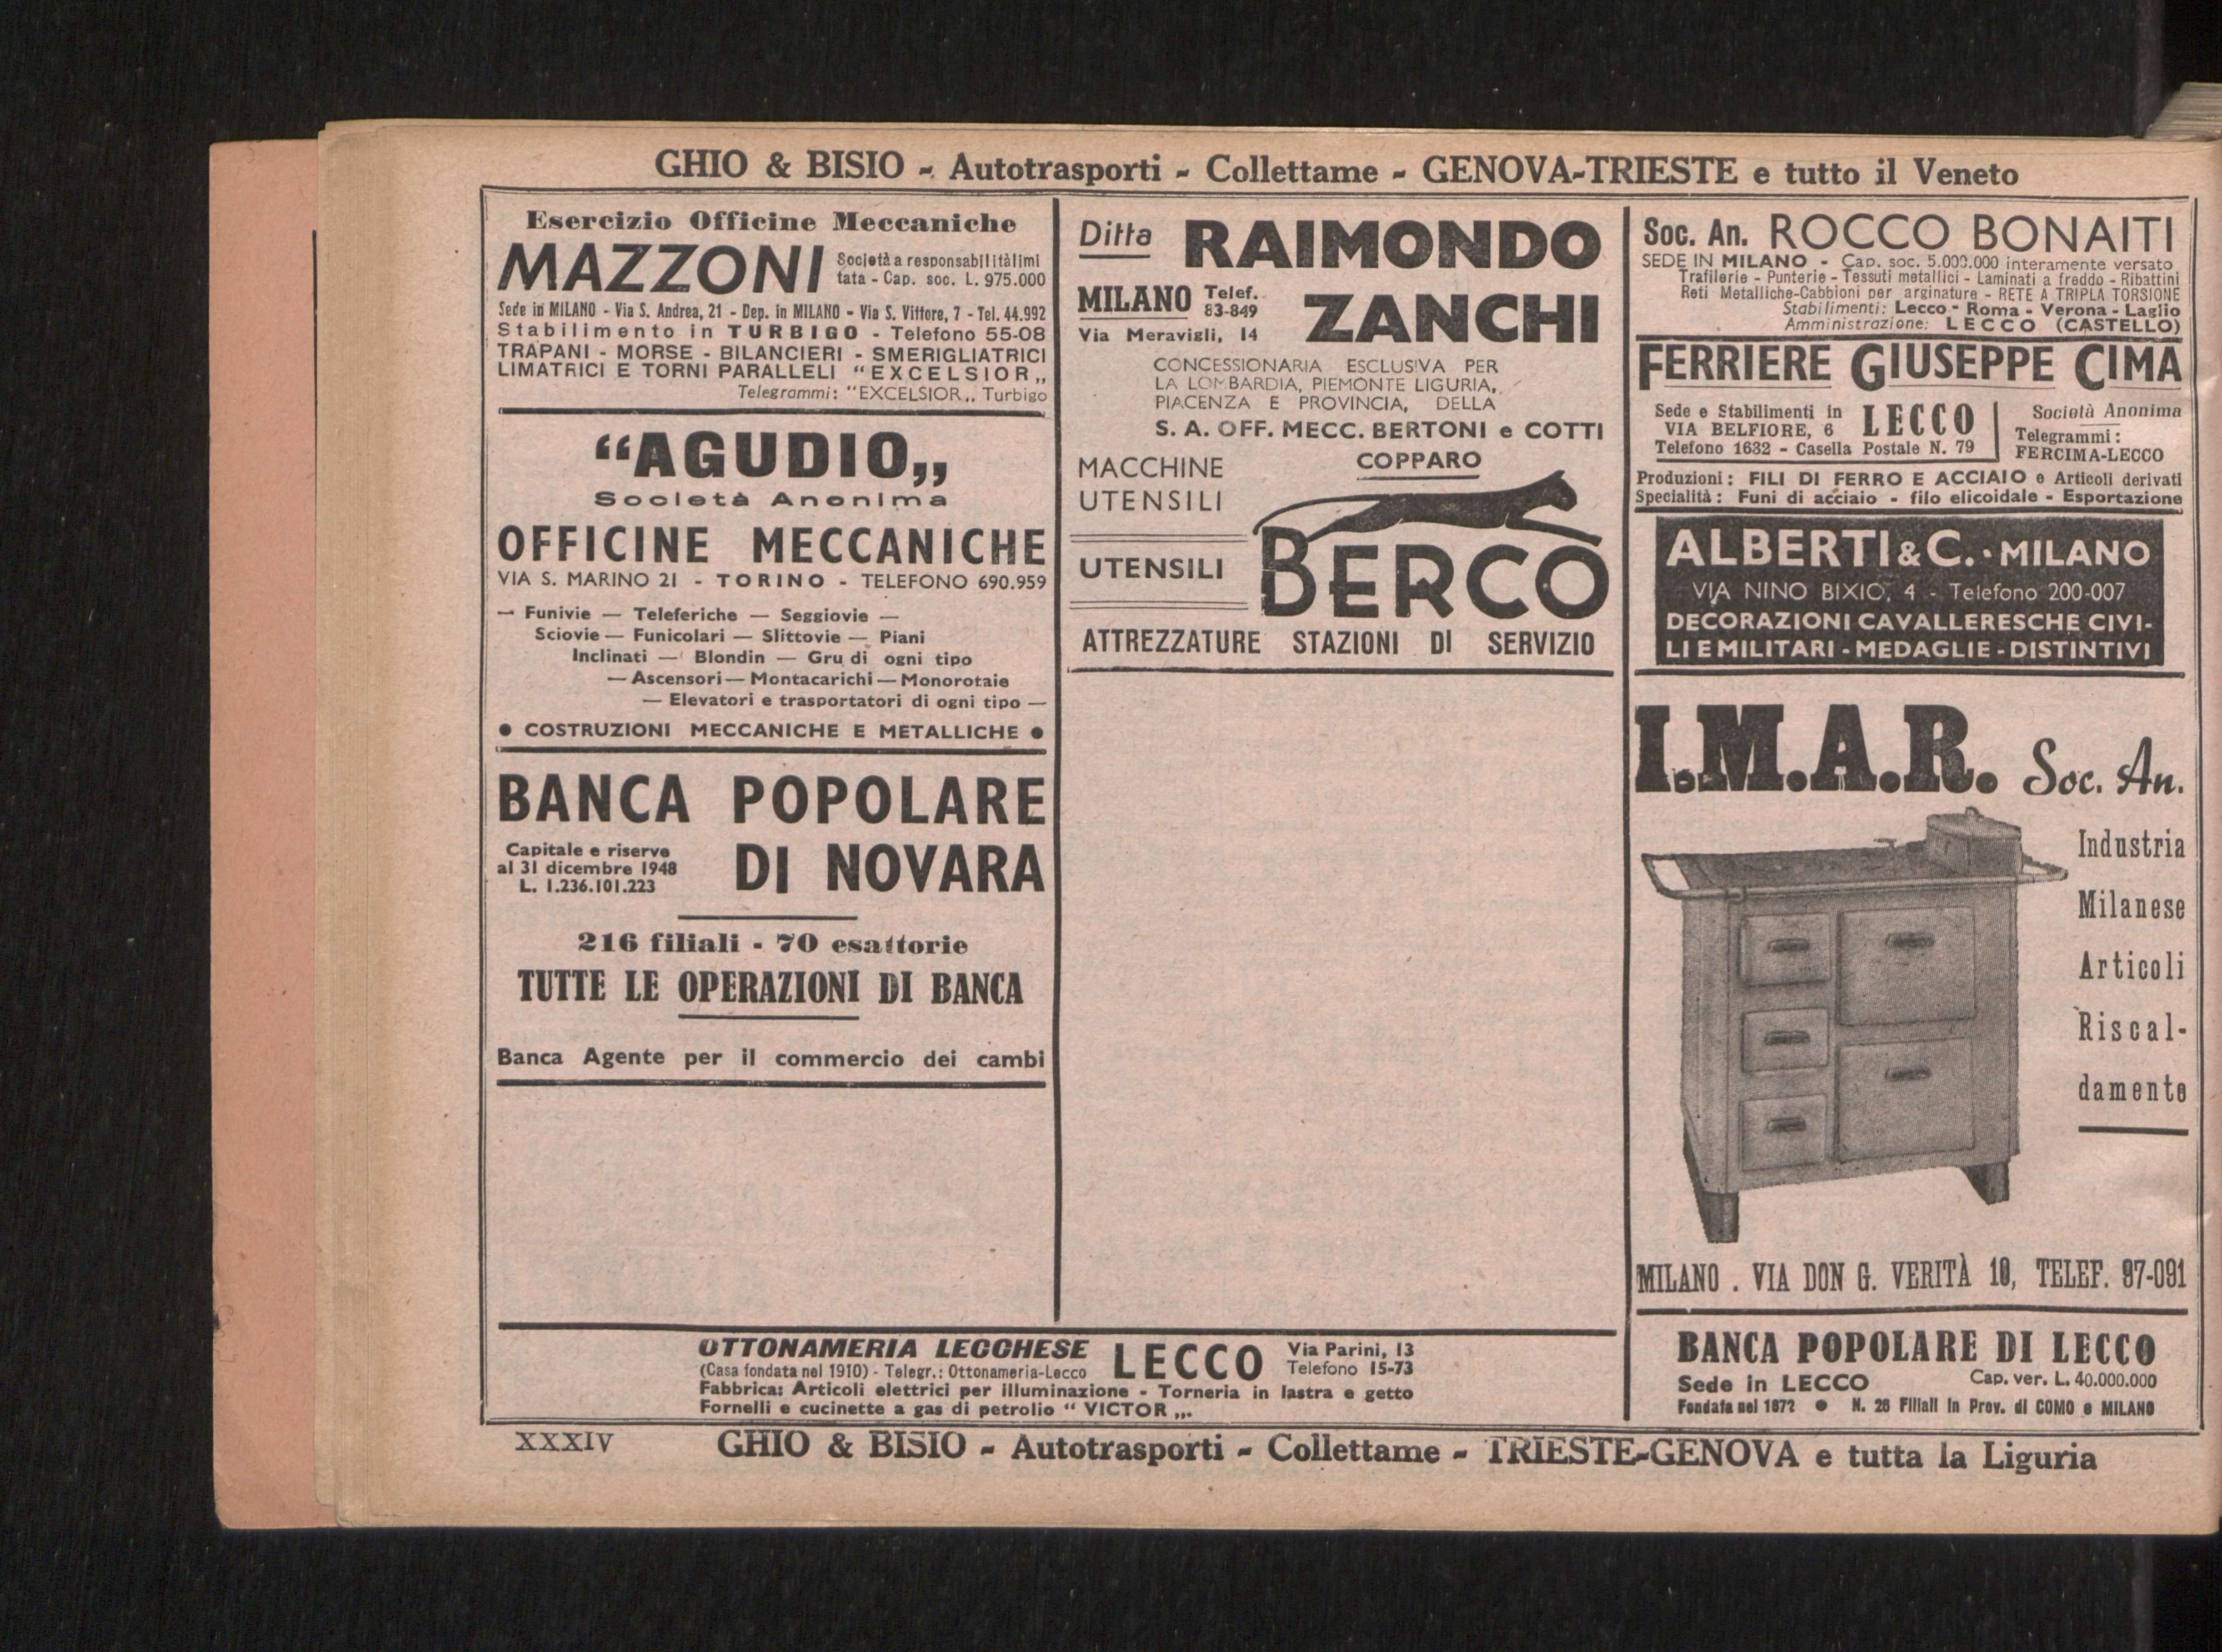 GHIO & BISIO - Autotrasporti - Collettame - GENOVA-TRIESTE e tutto il Veneto
Esercizio Officine Meccaniche
MAZZONI
Società a responsabilità limi
tata - Cap. soc. L. 975.000
Sede in MILANO - Via S. Andrea, 21 - Dep. in MILANO - Via S. Vittore, 7 - Tel. 44.992
Stabilimento in TURBIGO - Telefono 55-08
TRAPANI - MORSE - BILANCIERI - SMERIGLIATRICI
LIMATRICI E TORNI PARALLELI "EXCELSIOR„
Telegrammi: "EXCELSIOR„ Turbigo
"AGUDIO„
Società Anonima
OFFICINE MECCANICHE
VIA S. MARINO 21 - TORINO - TELEFONO 690.959
— Funivie — Teleferiche — Seggiovie —
Sciovie — Funicolari — Slittovie — Piani
Inclinati — Blondin — Gru di ogni tipo
— Ascensori — Montacarichi — Monorotaie
— Elevatori e trasportatori di ogni tipo —
● COSTRUZIONI MECCANICHE E METALLICHE ●
BANCA POPOLARE
DI NOVARA
Capitale e riserve
al 31 dicembre 1948
L. 1.236.101.223
216 filiali - 70 esattorie
TUTTE LE OPERAZIONI DI BANCA
Banca Agente per il commercio dei cambi
Ditta RAIMONDO
ZANCHI
MILANO Telef.
83-849
Via Meravigli, 14
CONCESSIONARIA ESCLUSIVA PER
LA LOMBARDIA, PIEMONTE LIGURIA,
PIACENZA E PROVINCIA, DELLA
S. A. OFF. MECC. BERTONI e COTTI
COPPARO
MACCHINE
UTENSILI
UTENSILI
BERCO
ATTREZZATURE STAZIONI DI SERVIZIO
Soc. An. ROCCO BONAITI
SEDE IN MILANO - Cap. soc. 5.000.000 interamente versato
Trafilerie - Punterie - Tessuti metallici - Laminati a freddo - Ribattini
Reti Metalliche-Cabbioni per arginature - RETE A TRIPLA TORSIONE
Stabilimenti: Lecco - Roma - Verona - Laglio
Amministrazione: LECCO (CASTELLO)
FERRIERE GIUSEPPE CIMA
Sede e Stabilimenti in
VIA BELFIORE, 6
LECCO
Telefono 1632 - Casella Postale N. 79
Società Anonima
Telegrammi:
FERCIMA-LECCO
Produzioni: FILI DI FERRO E ACCIAIO e Articoli derivati
Specialità: Funi di acciaio - filo elicoidale - Esportazione
ALBERTI & C. · MILANO
VIA NINO BIXIO, 4 - Telefono 200-007
DECORAZIONI CAVALLERESCHE CIVI-
LI E MILITARI - MEDAGLIE - DISTINTIVI
I.M.A.R. Soc. An.
Industria
Milanese
Articoli
Riscal-
damento
MILANO . VIA DON G. VERITÀ 10, TELEF. 97-091
OTTONAMERIA LECCHESE
(Casa fondata nel 1910) - Telegr.: Ottonameria-Lecco
LECCO
Via Parini, 13
Telefono 15-73
Fabbrica: Articoli elettrici per illuminazione - Torneria in lastra e getto
Fornelli e cucinette a gas di petrolio " VICTOR „.
BANCA POPOLARE DI LECCO
Sede in LECCO Cap. ver. L. 40.000.000
Fondata nel 1872 ● N. 26 Filiali in Prov. di COMO e MILANO
XXXIV
GHIO & BISIO - Autotrasporti - Collettame - TRIESTE-GENOVA e tutta la Liguria